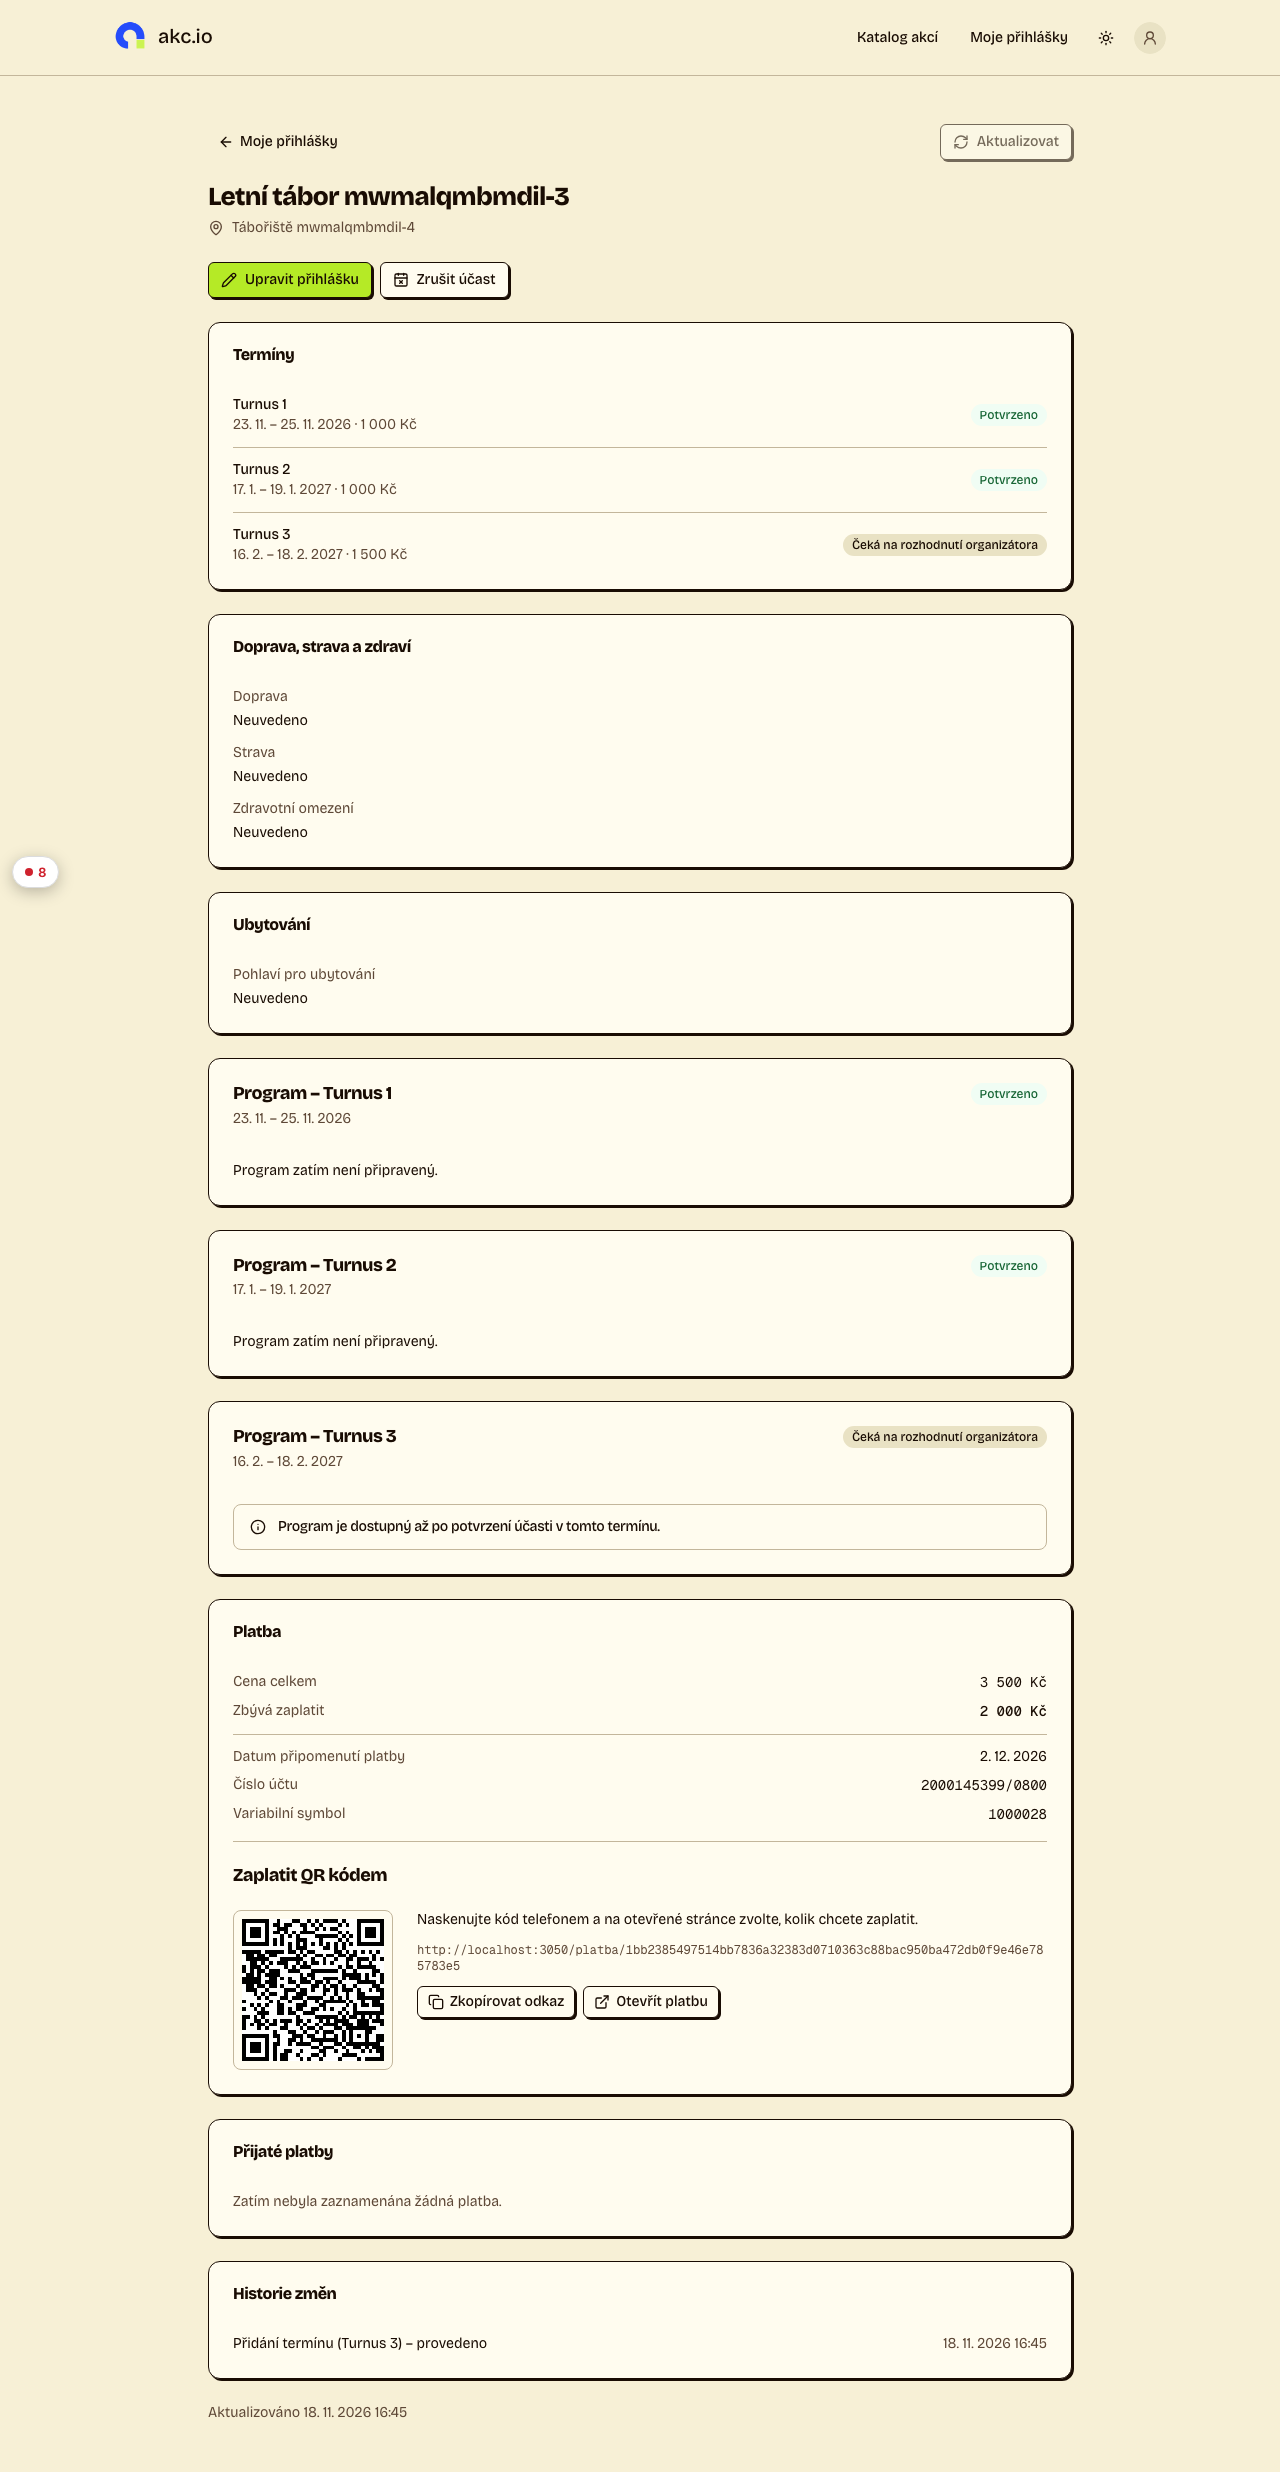 akc.io
Katalog akcí
Moje přihlášky
Moje přihlášky
Aktualizovat
Letní tábor mwmalqmbmdil-3
Tábořiště mwmalqmbmdil-4
Upravit přihlášku
Zrušit účast
Termíny
Turnus 1
23. 11. – 25. 11. 2026 · 1 000 Kč
Potvrzeno
Turnus 2
17. 1. – 19. 1. 2027 · 1 000 Kč
Potvrzeno
Turnus 3
16. 2. – 18. 2. 2027 · 1 500 Kč
Čeká na rozhodnutí organizátora
Doprava, strava a zdraví
Doprava
Neuvedeno
Strava
Neuvedeno
Zdravotní omezení
Neuvedeno
8
Ubytování
Pohlaví pro ubytování
Neuvedeno
Program – Turnus 1
Potvrzeno
23. 11. – 25. 11. 2026
Program zatím není připravený.
Program – Turnus 2
Potvrzeno
17. 1. – 19. 1. 2027
Program zatím není připravený.
Program – Turnus 3
Čeká na rozhodnutí organizátora
16. 2. – 18. 2. 2027
Program je dostupný až po potvrzení účasti v tomto termínu.
Platba
Cena celkem
3 500 Kč
Zbývá zaplatit
2 000 Kč
Datum připomenutí platby
2. 12. 2026
Číslo účtu
2000145399/0800
Variabilní symbol
1000028
Zaplatit QR kódem
Naskenujte kód telefonem a na otevřené stránce zvolte, kolik chcete zaplatit.
http://localhost:3050/platba/1bb2385497514bb7836a32383d0710363c88bac950ba472db0f9e46e78
5783e5
Zkopírovat odkaz
Otevřít platbu
Přijaté platby
Zatím nebyla zaznamenána žádná platba.
Historie změn
Přidání termínu (Turnus 3) – provedeno
18. 11. 2026 16:45
Aktualizováno 18. 11. 2026 16:45